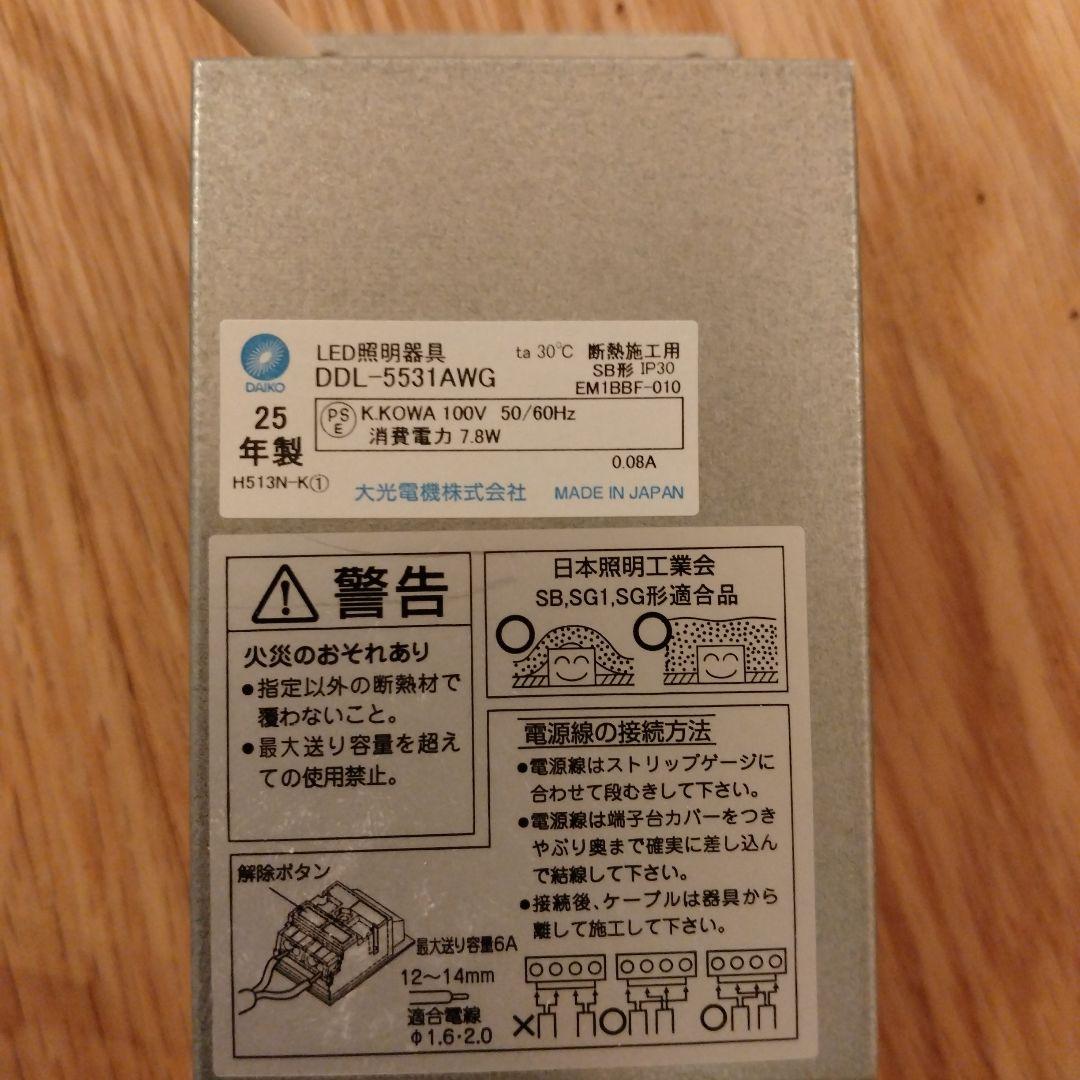 DAIKO
25
年製
H513N-K①
LED照明器具
DDL-5531AWG
ta 30℃ 断熱施工用
SB形 IP30
EM1BBF-010
PS
E
K.KOWA 100V 50/60Hz
消費電力 7.8W
0.08A
大光電機株式会社 MADE IN JAPAN
警告
火災のおそれあり
●指定以外の断熱材で
覆わないこと。
●最大送り容量を超え
ての使用禁止。
日本照明工業会
SB,SG1,SG形適合品
電源線の接続方法
●電源線はストリップゲージに
合わせて段むきして下さい。
●電源線は端子台カバーをつき
やぶり奥まで確実に差し込ん
で結線して下さい。
●接続後、ケーブルは器具から
離して施工して下さい。
解除ボタン
最大送り容量6A
12〜14mm
適合電線
φ1.6・2.0